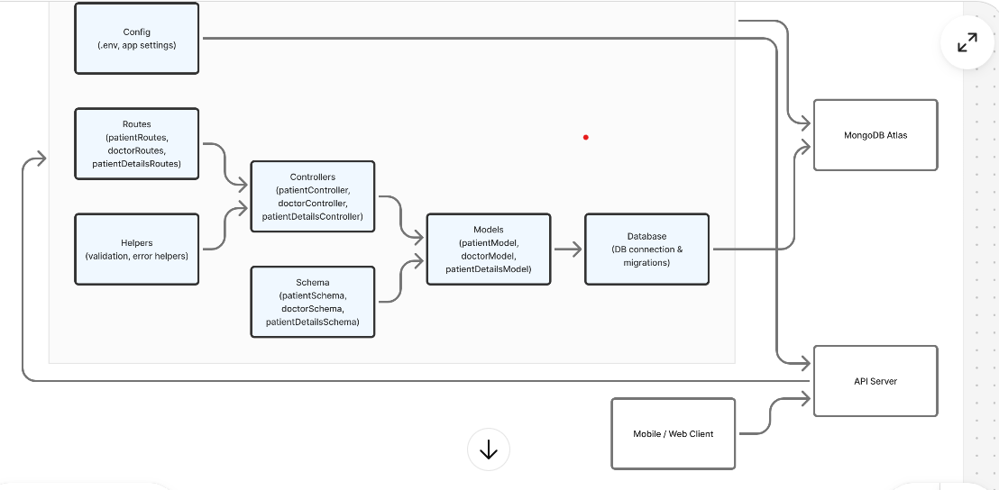 Config
(.env, app settings)
Routes
(patientRoutes,
doctorRoutes,
patientDetailsRoutes)
Helpers
(validation, error helpers)
Controllers
(patientController,
doctorController,
patientDetailsController)
Schema
(patientSchema,
doctorSchema,
patientDetailsSchema)
Models
(patientModel,
doctorModel,
patientDetailsModel)
Database
(DB connection &
migrations)
MongoDB Atlas
API Server
Mobile / Web Client